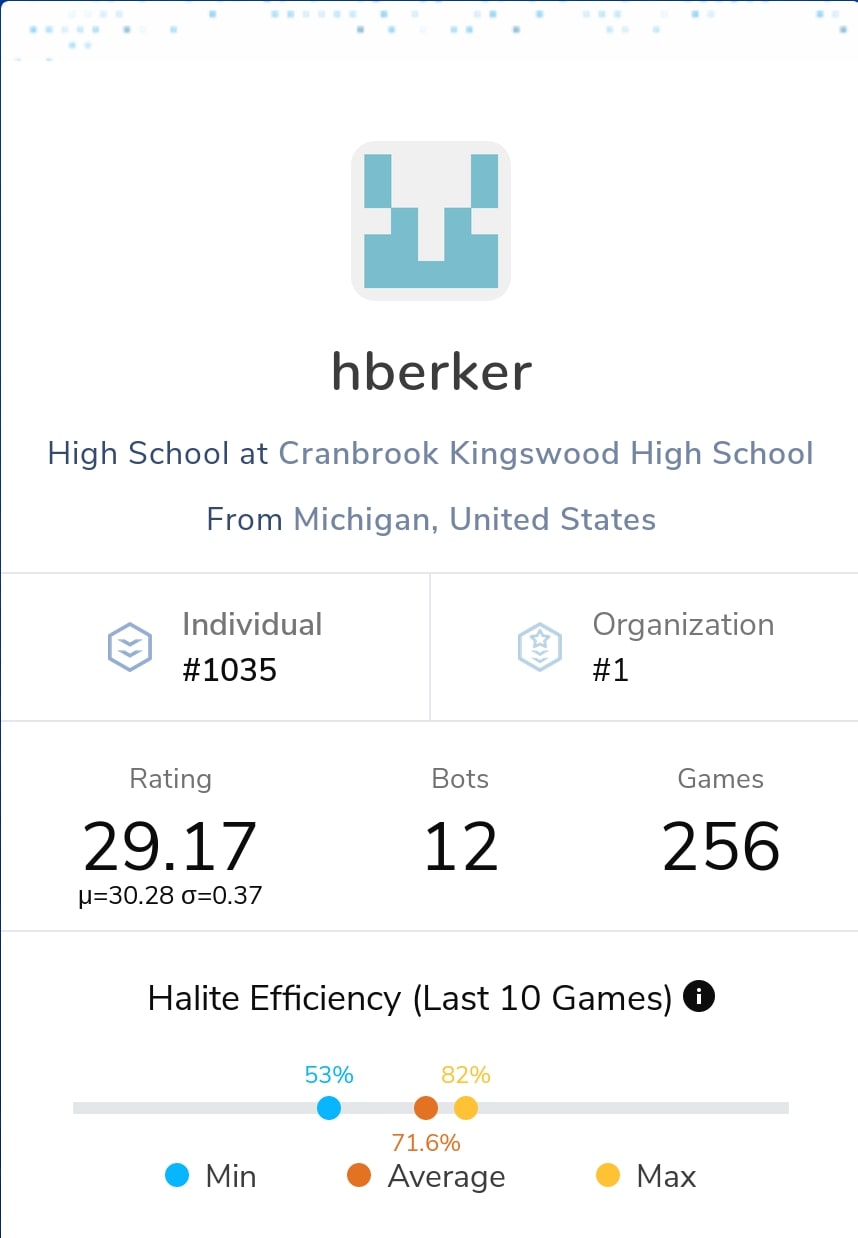 hberker
High School at Cranbrook Kingswood High School
From Michigan, United States
Individual
#1035
Organization
#1
Rating
29.17
μ=30.28 σ=0.37
Bots
12
Games
256
Halite Efficiency (Last 10 Games) i
53%
82%
71.6%
Min
Average
Max